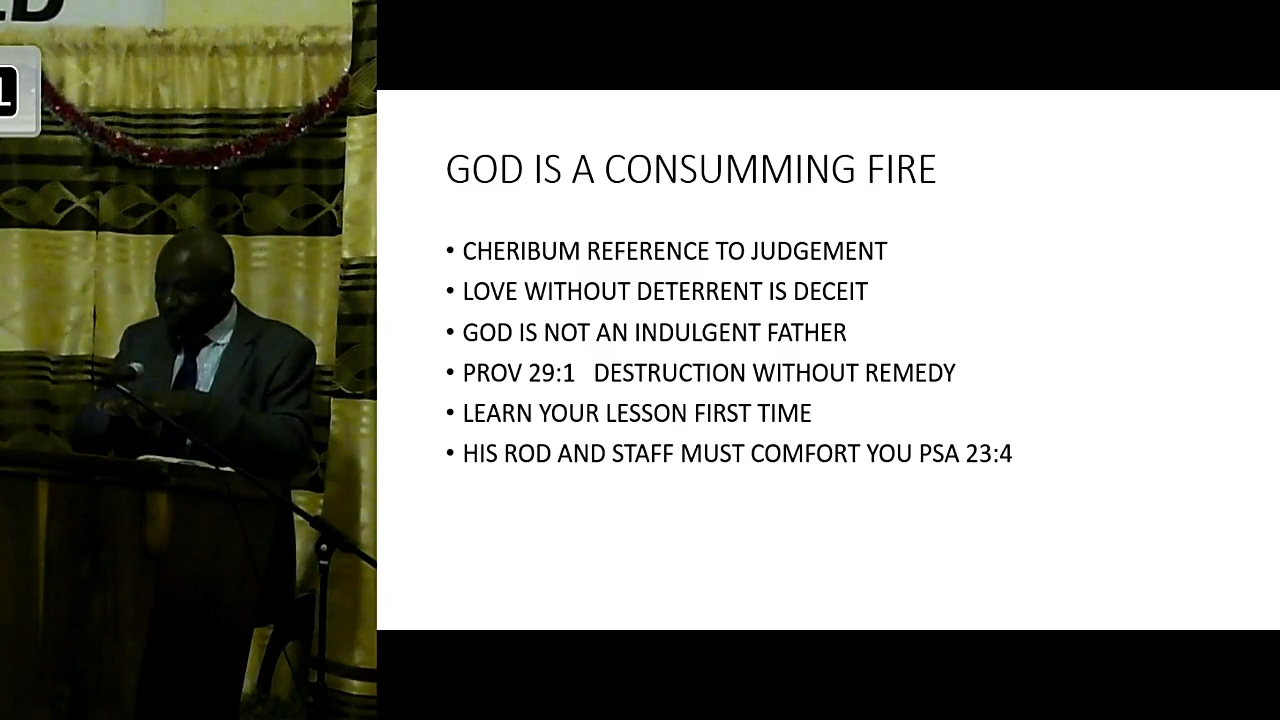 GOD IS A CONSUMMING FIRE
• CHERIBUM REFERENCE TO JUDGEMENT
• LOVE WITHOUT DETERRENT IS DECEIT
• GOD IS NOT AN INDULGENT FATHER
• PROV 29:1 DESTRUCTION WITHOUT REMEDY
• LEARN YOUR LESSON FIRST TIME
• HIS ROD AND STAFF MUST COMFORT YOU PSA 23:4